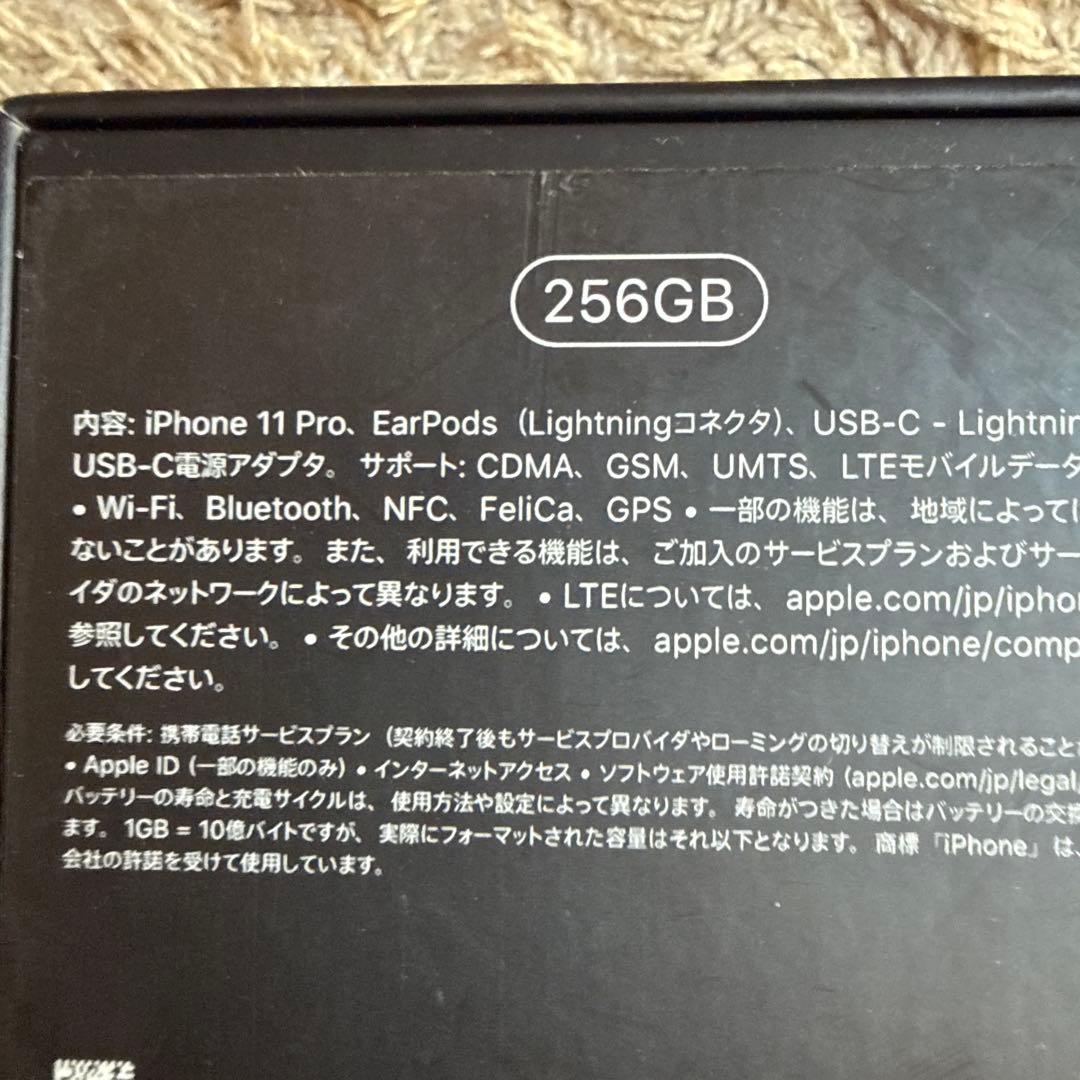 256GB
内容: iPhone 11 Pro、EarPods（Lightningコネクタ）、USB-C - Lightnin
USB-C電源アダプタ。サポート: CDMA、GSM、UMTS、LTEモバイルデータ
• Wi-Fi、Bluetooth、NFC、FeliCa、GPS • 一部の機能は、地域によっては
ないことがあります。また、利用できる機能は、ご加入のサービスプランおよびサー
イダのネットワークによって異なります。• LTEについては、apple.com/jp/ipho
参照してください。• その他の詳細については、apple.com/jp/iphone/comp
してください。
必要条件: 携帯電話サービスプラン（契約終了後もサービスプロバイダやローミングの切り替えが制限されること
• Apple ID（一部の機能のみ）• インターネットアクセス • ソフトウェア使用許諾契約（apple.com/jp/legal
バッテリーの寿命と充電サイクルは、使用方法や設定によって異なります。寿命がつきた場合はバッテリーの交換
ます。1GB = 10億バイトですが、実際にフォーマットされた容量はそれ以下となります。商標「iPhone」は、
会社の許諾を受けて使用しています。